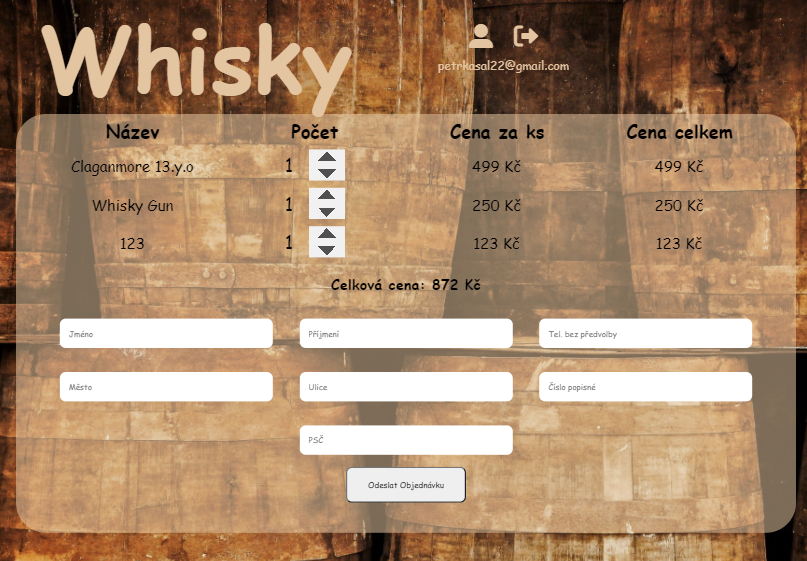 Whisky
petrkasal22@gmail.com
Název Počet Cena za ks Cena celkem
Claganmore 13.y.o 1 499 Kč 499 Kč
Whisky Gun 1 250 Kč 250 Kč
123 1 123 Kč 123 Kč
Celková cena: 872 Kč
Jméno Příjmení Tel. bez předvolby
Město Ulice Číslo popisné
PSČ
Odeslat Objednávku